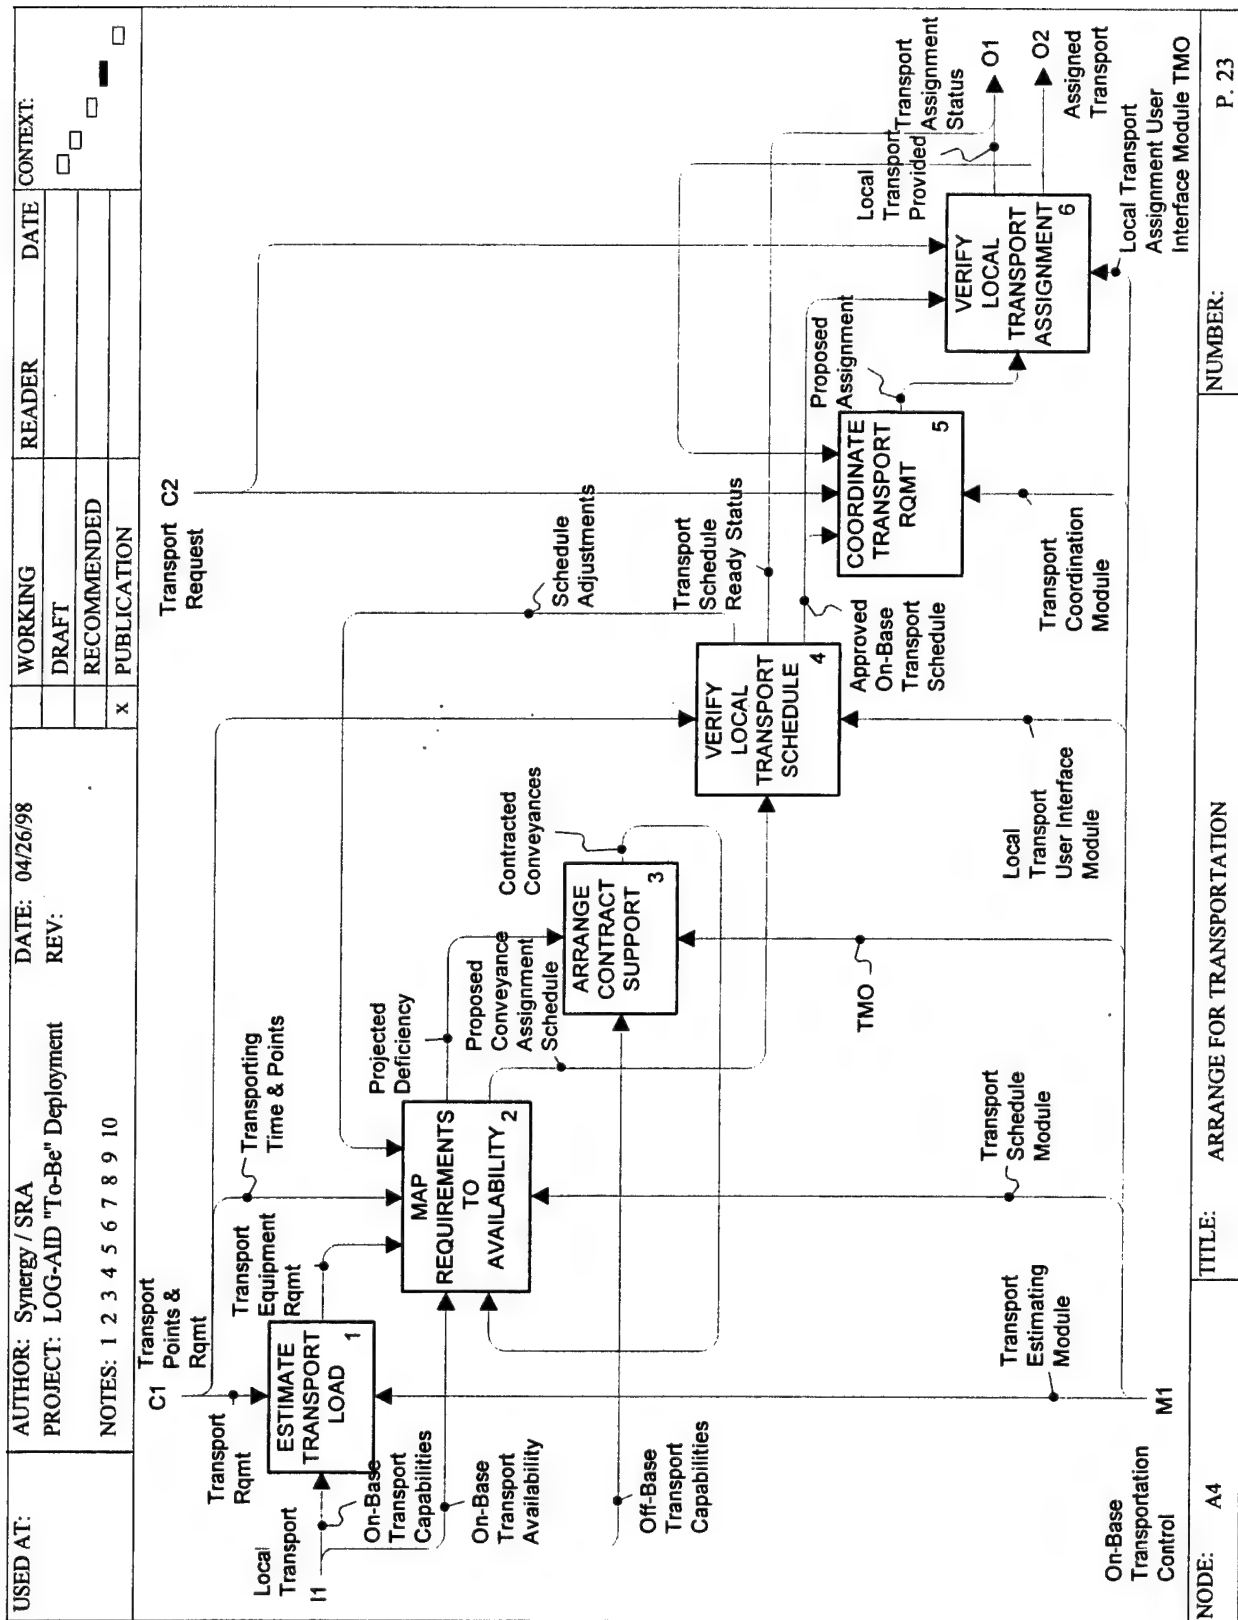 USED AT:
AUTHOR: Synergy / SRA
PROJECT: LOG-AID "To-Be" Deployment
NOTES: 1 2 3 4 5 6 7 8 9 10
DATE: 04/26/98
REV:
WORKING
DRAFT
RECOMMENDED
x PUBLICATION
READER
DATE
CONTEXT:
Transport
Points &
Rqmt
C1
Transport
Request
C2
Transport
Rqmt
Local
Transport
I1
ESTIMATE
TRANSPORT
LOAD
1
On-Base
Transport
Capabilities
On-Base
Transport
Availability
Off-Base
Transport
Capabilities
Transport
Equipment
Rqmt
Transporting
Time & Points
MAP
REQUIREMENTS
TO
AVAILABILITY
2
Projected
Deficiency
Proposed
Conveyance
Assignment
Schedule
ARRANGE
CONTRACT
SUPPORT
3
Contracted
Conveyances
Schedule
Adjustments
VERIFY
LOCAL
TRANSPORT
SCHEDULE
4
Transport
Schedule
Ready Status
Approved
On-Base
Transport
Schedule
COORDINATE
TRANSPORT
RQMT
5
Proposed
Assignment
VERIFY
LOCAL
TRANSPORT
ASSIGNMENT
6
Local
Transport
Provided
Transport
Assignment
Status
O1
O2
Assigned
Transport
Transport
Estimating
Module
Transport
Schedule
Module
TMO
Local
Transport
User Interface
Module
Transport
Coordination
Module
Local Transport
Assignment User
Interface Module TMO
On-Base
Transportation
Control
M1
NODE: A4
TITLE: ARRANGE FOR TRANSPORTATION
NUMBER:
P. 23